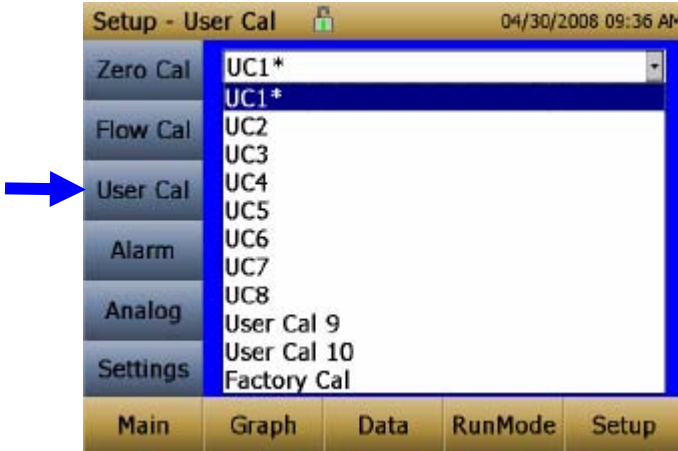 Setup - User Cal 04/30/2008 09:36 AM
Zero Cal
Flow Cal
User Cal
Alarm
Analog
Settings
UC1*
UC1*
UC2
UC3
UC4
UC5
UC6
UC7
UC8
User Cal 9
User Cal 10
Factory Cal
Main Graph Data RunMode Setup